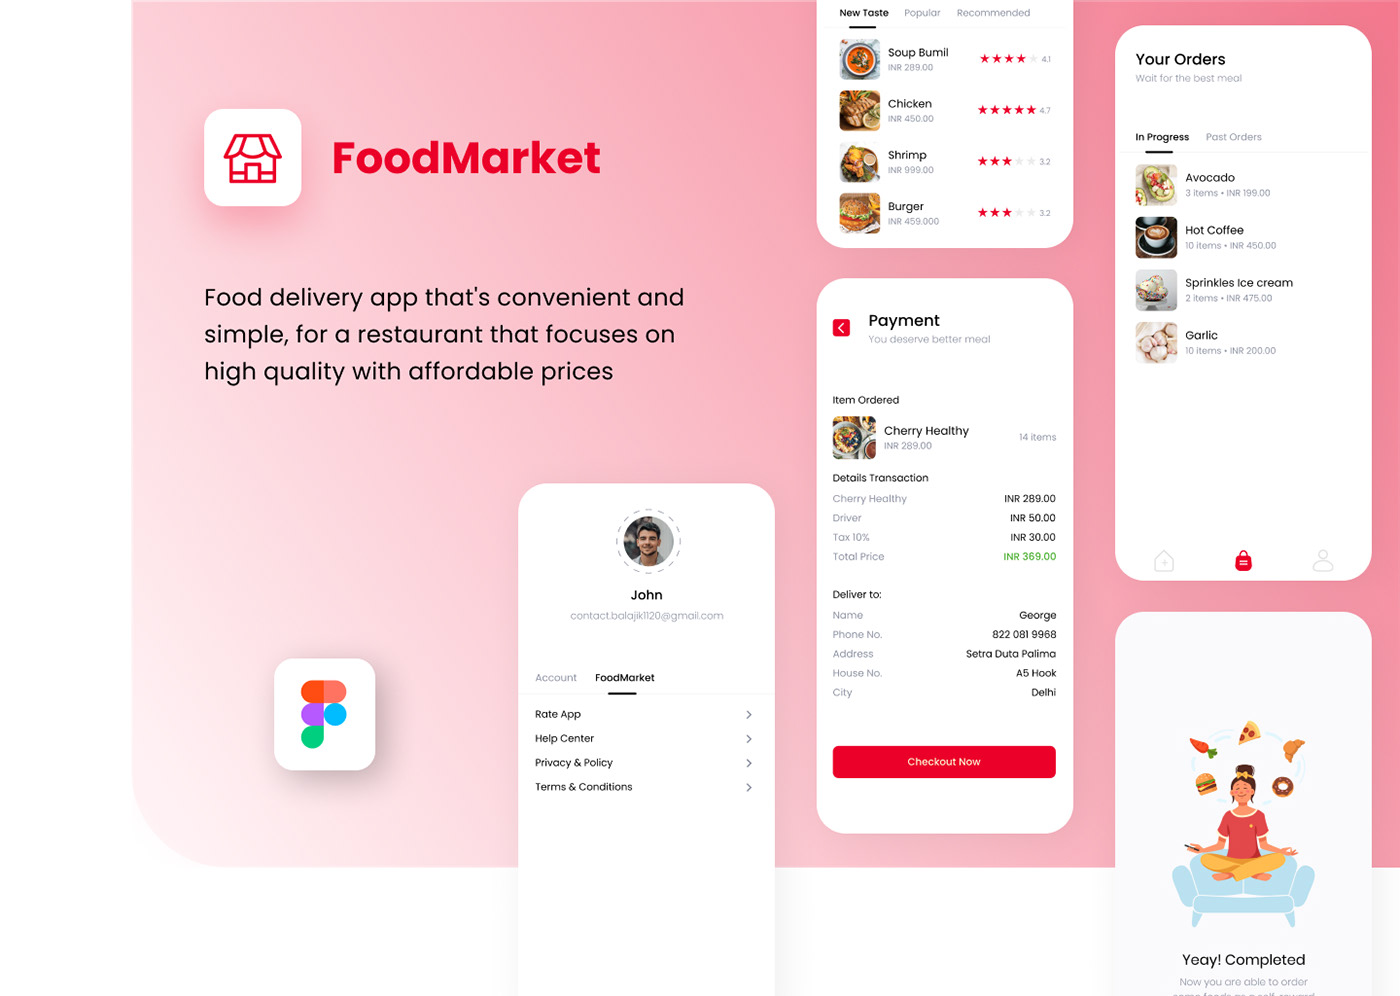 FoodMarket
Food delivery app that's convenient and
simple, for a restaurant that focuses on
high quality with affordable prices
John
contact.balajik1120@gmail.com
Account FoodMarket
Rate App
Help Center
Privacy & Policy
Terms & Conditions
New Taste Popular Recommended
Soup Bumil
INR 289.00
4.1
Chicken
INR 450.00
4.7
Shrimp
INR 999.00
3.2
Burger
INR 459.000
3.2
Payment
You deserve better meal
Item Ordered
Cherry Healthy
INR 289.00
14 items
Details Transaction
Cherry Healthy INR 289.00
Driver INR 50.00
Tax 10% INR 30.00
Total Price INR 369.00
Deliver to:
Name George
Phone No. 822 081 9968
Address Setra Duta Palima
House No. A5 Hook
City Delhi
Checkout Now
Your Orders
Wait for the best meal
In Progress Past Orders
Avocado
3 items • INR 199.00
Hot Coffee
10 items • INR 450.00
Sprinkles Ice cream
2 items • INR 475.00
Garlic
10 items • INR 200.00
Yeay! Completed
Now you are able to order
some foods as a self-reward